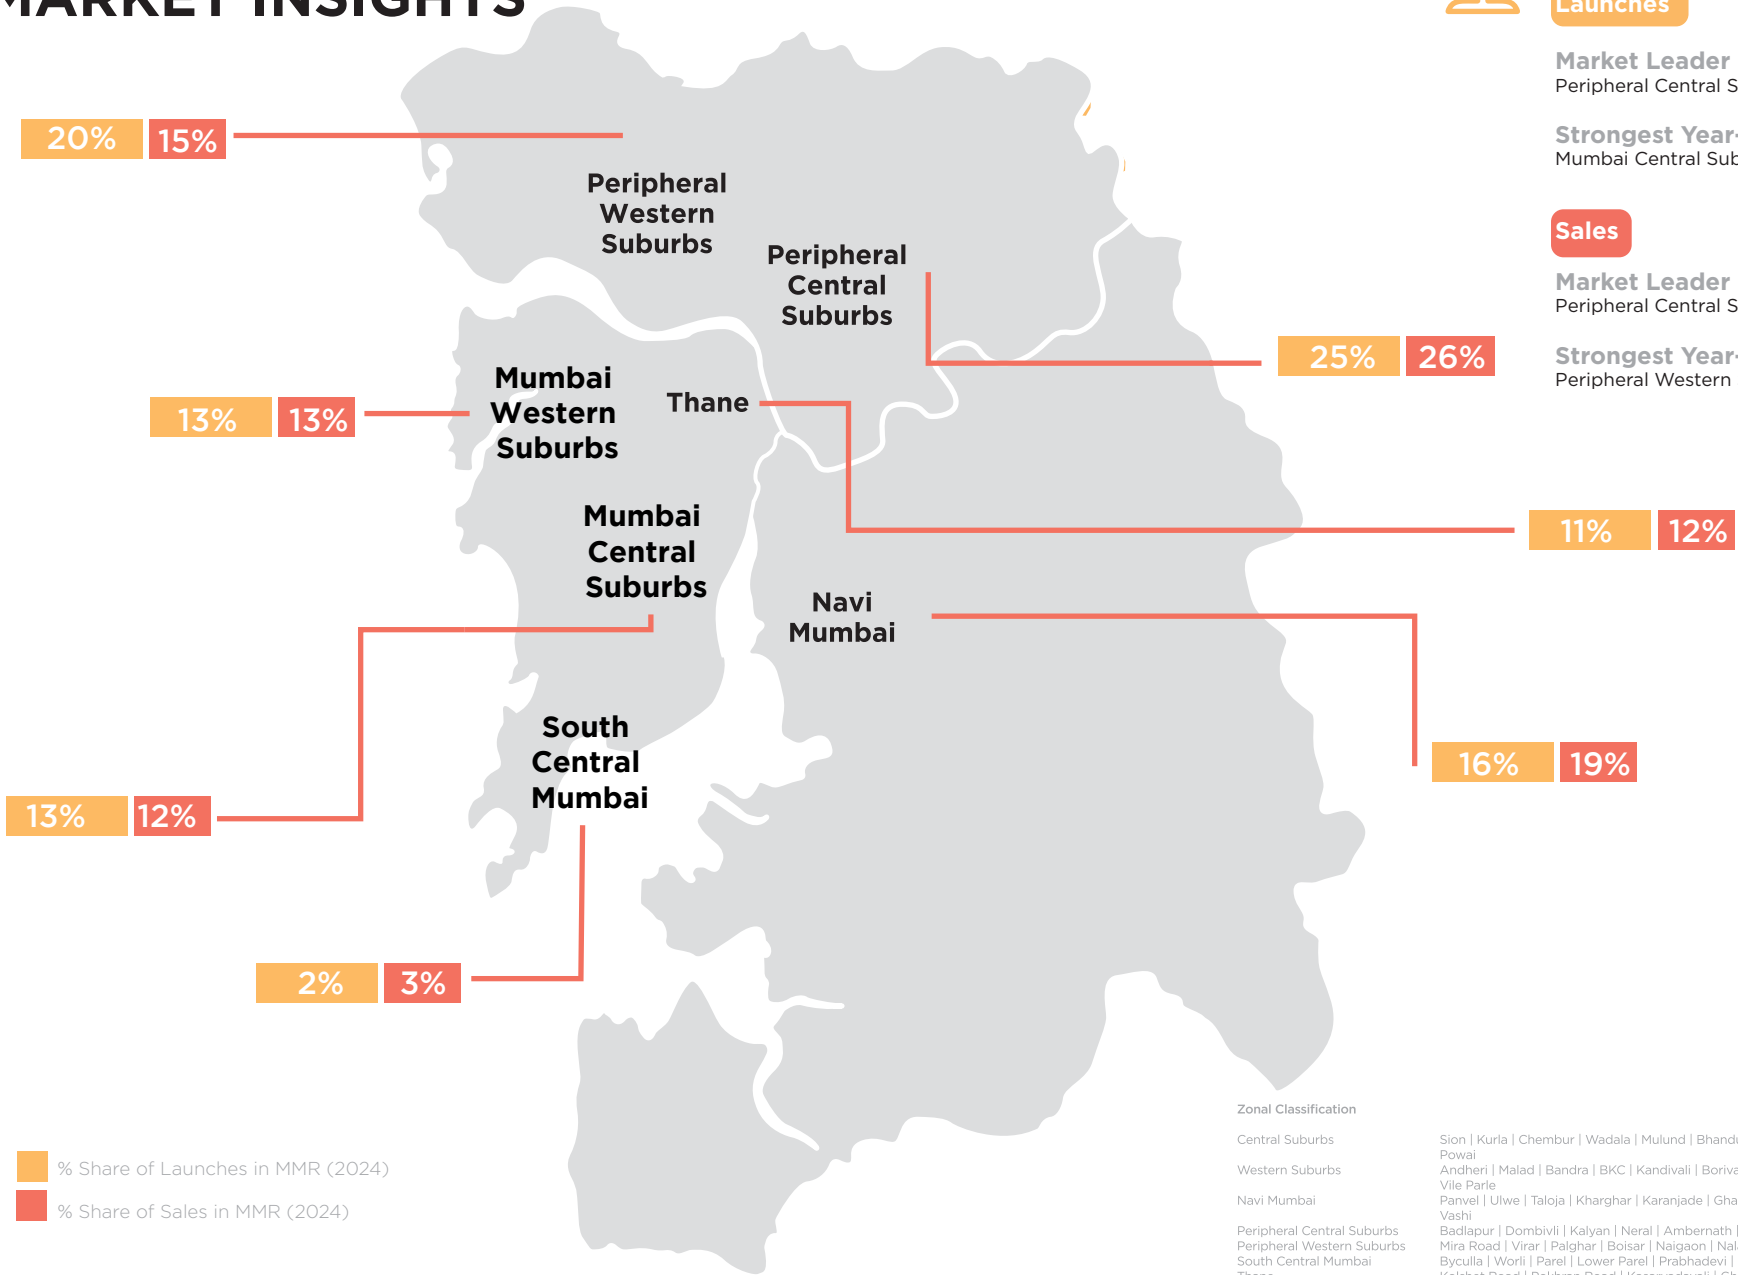 MARKET INSIGHTS
Launches
Market Leader
Peripheral Central
Strongest
Mumbai Central
Sales
Market Leader
Peripheral Central
Strongest
Peripheral Western
20% 15%
Peripheral
Western
Suburbs
Peripheral
Central
Suburbs
25% 26%
Mumbai
Western
Suburbs
13% 13%
Thane
11% 12%
Mumbai
Central
Suburbs
13% 12%
Navi
Mumbai
16% 19%
South
Central
Mumbai
2% 3%
% Share of Launches in MMR (2024)
% Share of Sales in MMR (2024)
Zonal Classification
Central Suburbs
Sion | Kurla | Chembur | Wadala | Mulund |
Powai
Western Suburbs
Andheri | Malad | Bandra | BKC | Kandivali |
Vile Parle
Navi Mumbai
Panvel | Ulwe | Taloja | Kharghar | Karanjade |
Vashi
Peripheral Central Suburbs
Badlapur | Dombivli | Kalyan | Neral | Ambernath |
Peripheral Western Suburbs
Mira Road | Virar | Palghar | Boisar | Naigaon |
South Central Mumbai
Byculla | Worli | Parel | Lower Parel | Prabhadevi |